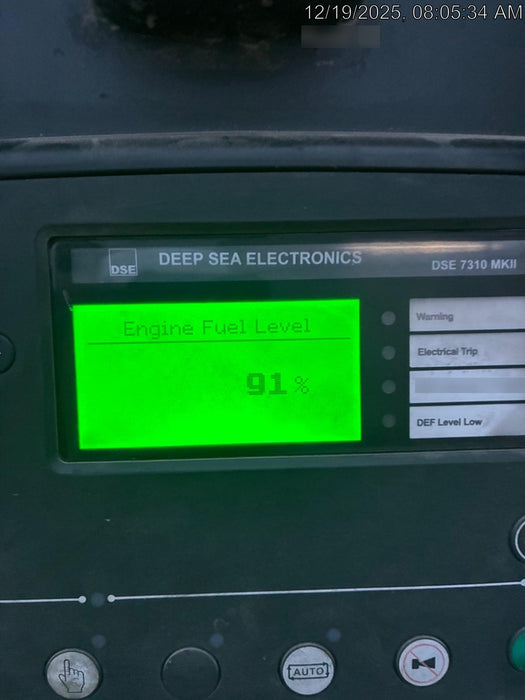 12/19/2025, 08:05:34 AM
DSE
DEEP SEA ELECTRONICS
DSE 7310 MKII
Engine Fuel Level
91 %
Warning
Electrical Trip
DEF Level Low
AUTO